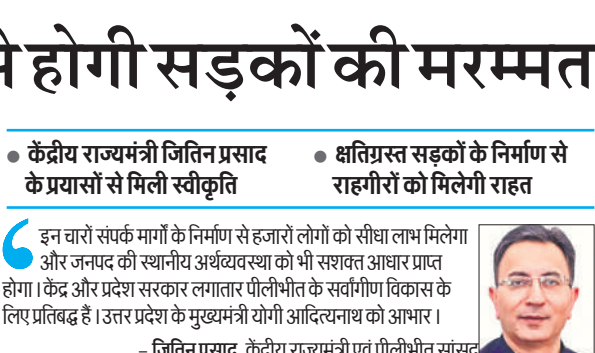 होगी सड़कों की मरम्मत
● केंद्रीय राज्यमंत्री जितिन प्रसाद
के प्रयासों से मिली स्वीकृति
● क्षतिग्रस्त सड़कों के निर्माण से
राहगीरों को मिलेगी राहत
इन चारों संपर्क मार्गों के निर्माण से हजारों लोगों को सीधा लाभ मिलेगा
और जनपद की स्थानीय अर्थव्यवस्था को भी सशक्त आधार प्राप्त
होगा। केंद्र और प्रदेश सरकार लगातार पीलीभीत के सर्वांगीण विकास के
लिए प्रतिबद्ध हैं। उत्तर प्रदेश के मुख्यमंत्री योगी आदित्यनाथ को आभार।
– जितिन प्रसाद, केंद्रीय राज्यमंत्री एवं पीलीभीत सांसद